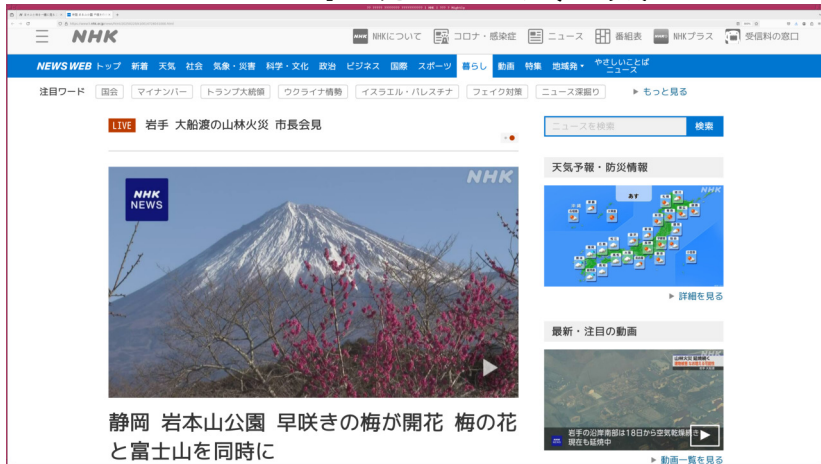 NHK
NHK NHKについて
コロナ・感染症
ニュース
番組表
NHK NHKプラス
受信料の窓口
NEWS WEB トップ 新着 天気 社会 気象・災害 科学・文化 政治 ビジネス 国際 スポーツ 暮らし 動画 特集 地域発 やさしいことばニュース
注目ワード 国会 マイナンバー トランプ大統領 ウクライナ情勢 イスラエル・パレスチナ フェイク対策 ニュース深掘り もっと見る
LIVE 岩手 大船渡の山林火災 市長会見
NHK
NHK
NEWS
静岡 岩本山公園 早咲きの梅が開花 梅の花
と富士山を同時に
ニュースを検索 検索
天気予報・防災情報
あす
NHK
詳細を見る
最新・注目の動画
NHK
岩手の沿岸南部は18日から空気乾燥続き
現在も延焼中
動画一覧を見る